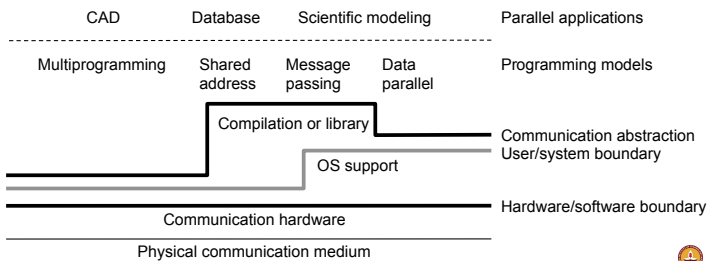 CAD Database Scientific modeling Parallel applications
Multiprogramming Shared address Message passing Data parallel Programming models
Compilation or library
Communication abstraction
User/system boundary
OS support
Hardware/software boundary
Communication hardware
Physical communication medium